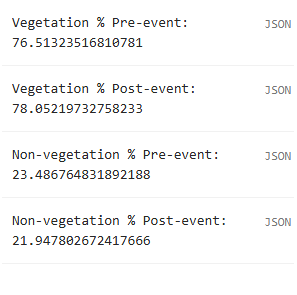 Vegetation % Pre-event:
JSON
76.51323516810781
Vegetation % Post-event:
JSON
78.05219732758233
Non-vegetation % Pre-event:
JSON
23.486764831892188
Non-vegetation % Post-event:
JSON
21.947802672417666